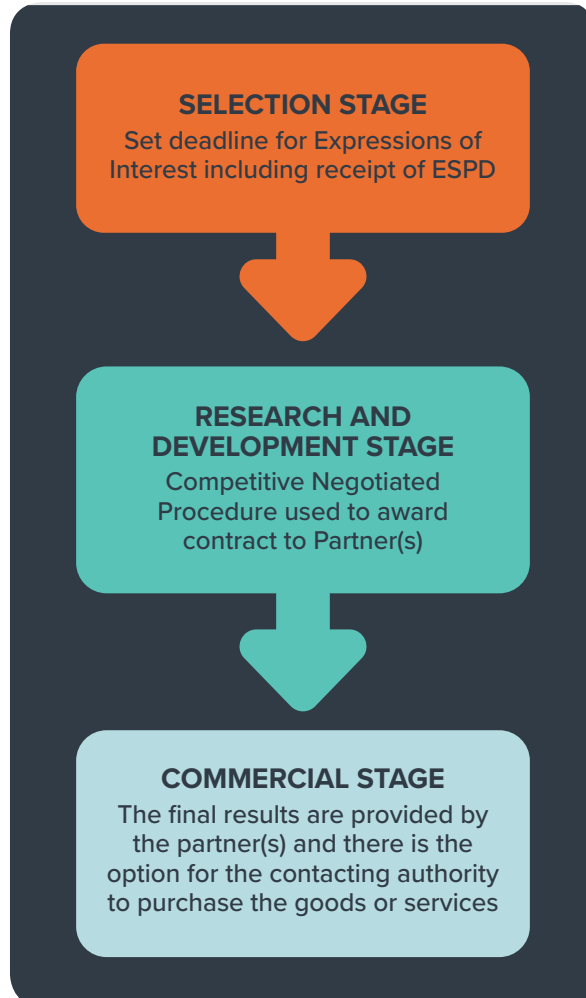 SELECTION STAGE
Set deadline for Expressions of
Interest including receipt of ESPD
RESEARCH AND
DEVELOPMENT STAGE
Competitive Negotiated
Procedure used to award
contract to Partner(s)
COMMERCIAL STAGE
The final results are provided by
the partner(s) and there is the
option for the contacting authority
to purchase the goods or services